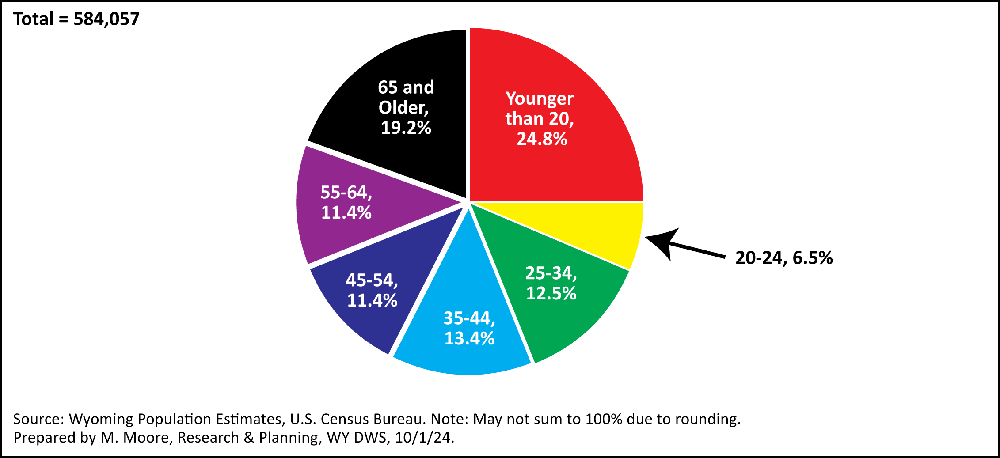 Total = 584,057
65 and
Older,
19.2%
Younger
than 20,
24.8%
55-64,
11.4%
20-24, 6.5%
25-34,
12.5%
45-54,
11.4%
35-44,
13.4%
Source: Wyoming Population Estimates, U.S. Census Bureau. Note: May not sum to 100% due to rounding.
Prepared by M. Moore, Research & Planning, WY DWS, 10/1/24.